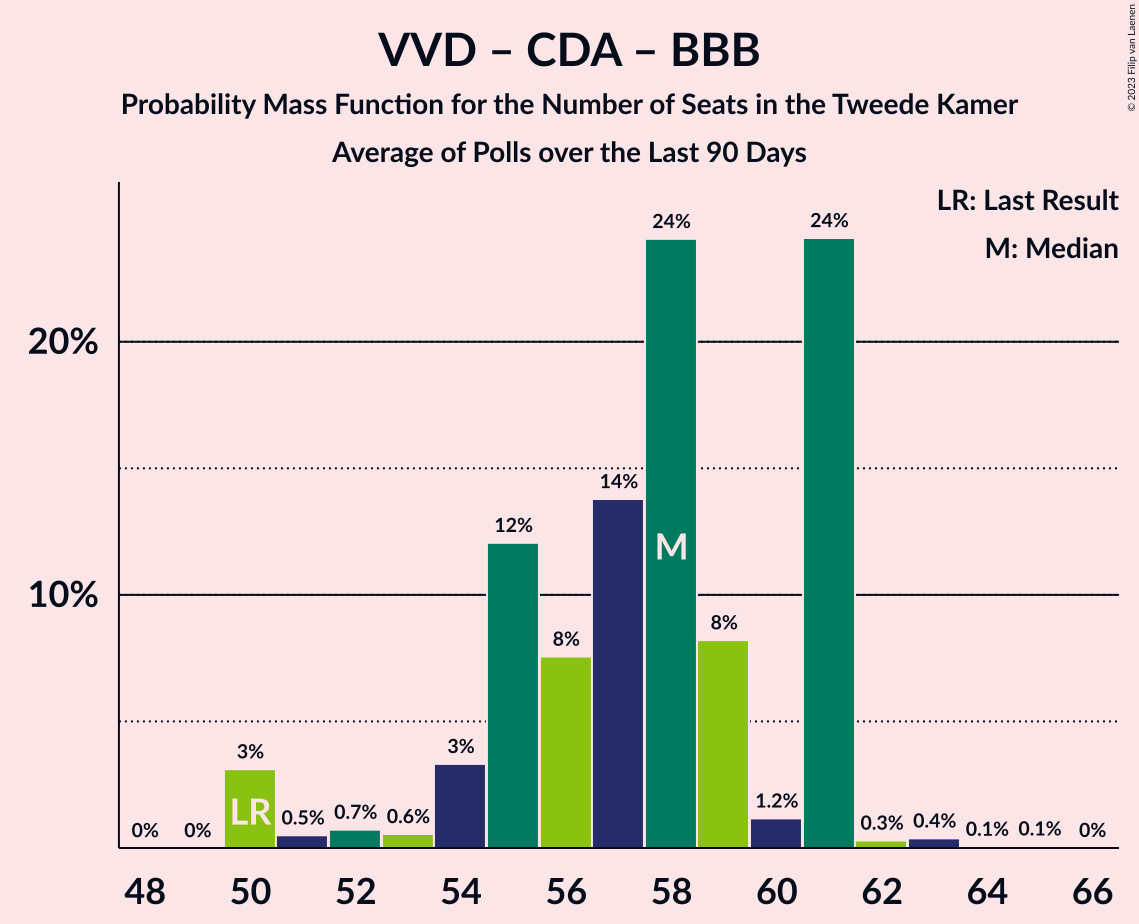 VVD – CDA – BBB
Probability Mass Function for the Number of Seats in the Tweede Kamer
Average of Polls over the Last 90 Days
© 2023 Filip van Laenen
LR: Last Result
M: Median
20%
10%
0%
0%
3%
0.5%
0.7%
0.6%
3%
12%
8%
14%
24%
8%
1.2%
24%
0.3%
0.4%
0.1%
0.1%
0%
LR
M
48 50 52 54 56 58 60 62 64 66